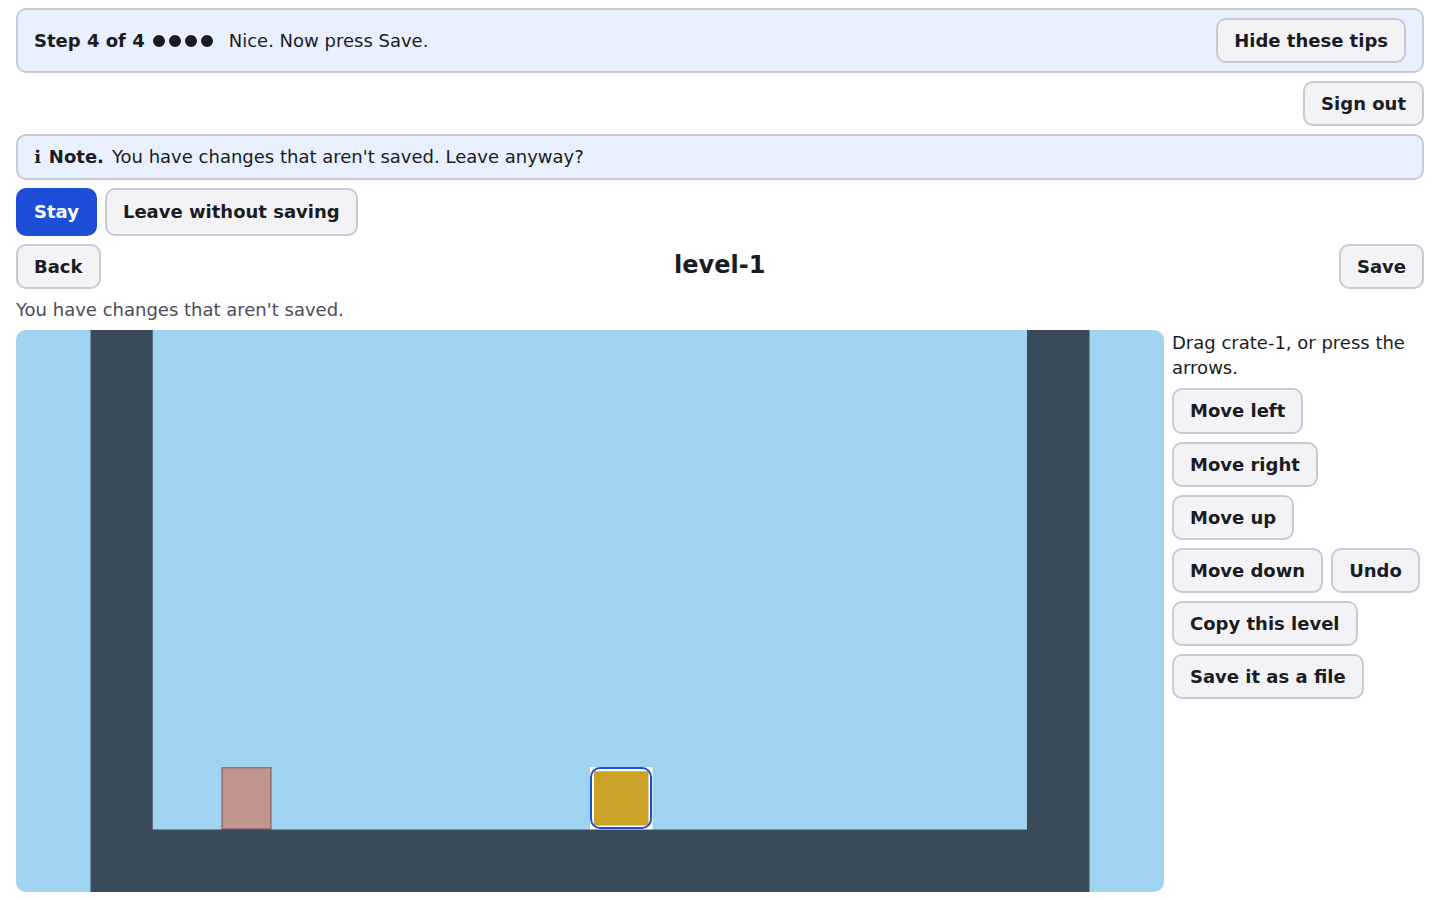 Step 4 of 4 Nice. Now press Save. Hide these tips
Sign out
i Note. You have changes that aren't saved. Leave anyway?
Stay Leave without saving
Back level-1 Save
You have changes that aren't saved.
Drag crate-1, or press the
arrows.
Move left
Move right
Move up
Move down Undo
Copy this level
Save it as a file